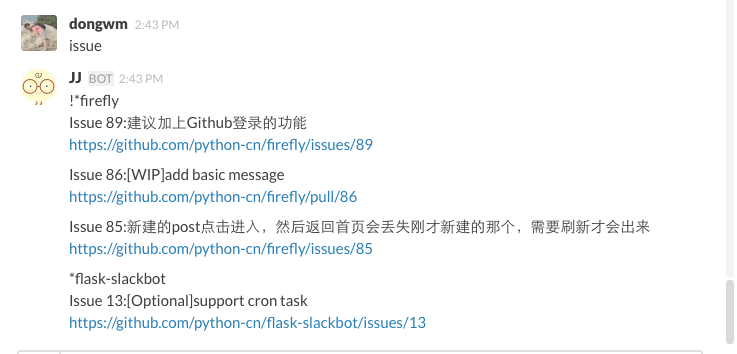 dongwm 2:43 PM
issue
JJ BOT 2:43 PM
!*firefly
Issue 89:建议加上Github登录的功能
https://github.com/python-cn/firefly/issues/89
Issue 86:[WIP]add basic message
https://github.com/python-cn/firefly/pull/86
Issue 85:新建的post点击进入，然后返回首页会丢失刚才新建的那个，需要刷新才会出来
https://github.com/python-cn/firefly/issues/85
*flask-slackbot
Issue 13:[Optional]support cron task
https://github.com/python-cn/flask-slackbot/issues/13